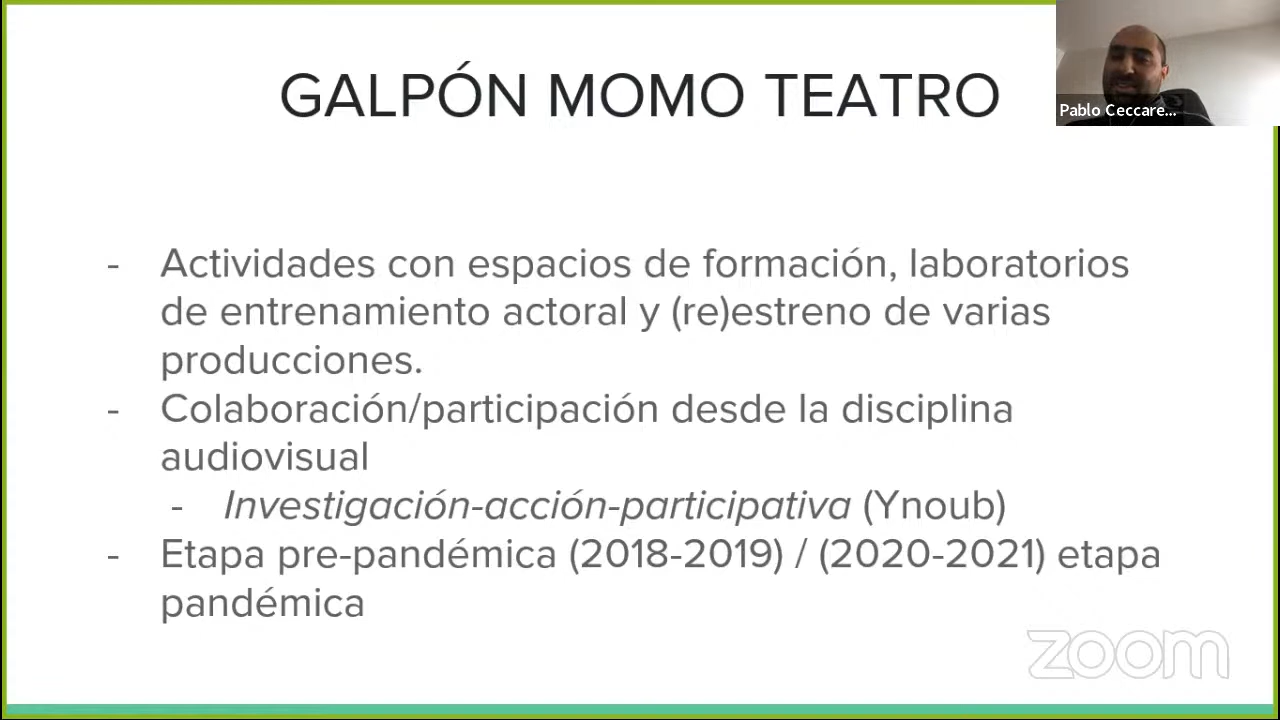 GALPÓN MOMO TEATRO
Pablo Ceccare...
- Actividades con espacios de formación, laboratorios
de entrenamiento actoral y (re)estreno de varias
producciones.
- Colaboración/participación desde la disciplina
audiovisual
- Investigación-acción-participativa (Ynoub)
- Etapa pre-pandémica (2018-2019) / (2020-2021) etapa
pandémica
zoom